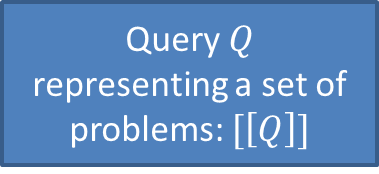 Query Q
representing a set of
problems: [[Q]]